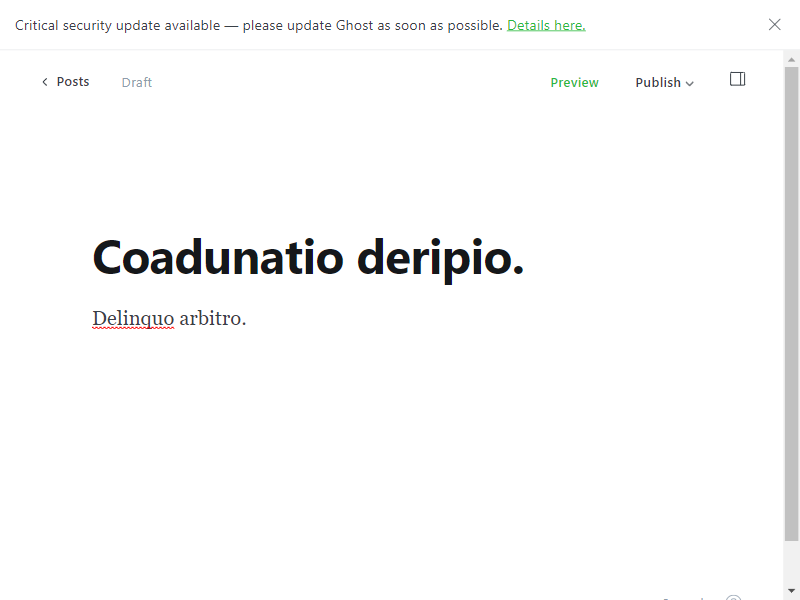 Critical security update available — please update Ghost as soon as possible. Details here.
Posts
Draft
Preview
Publish
Coadunatio deripio.
Delinquo arbitro.